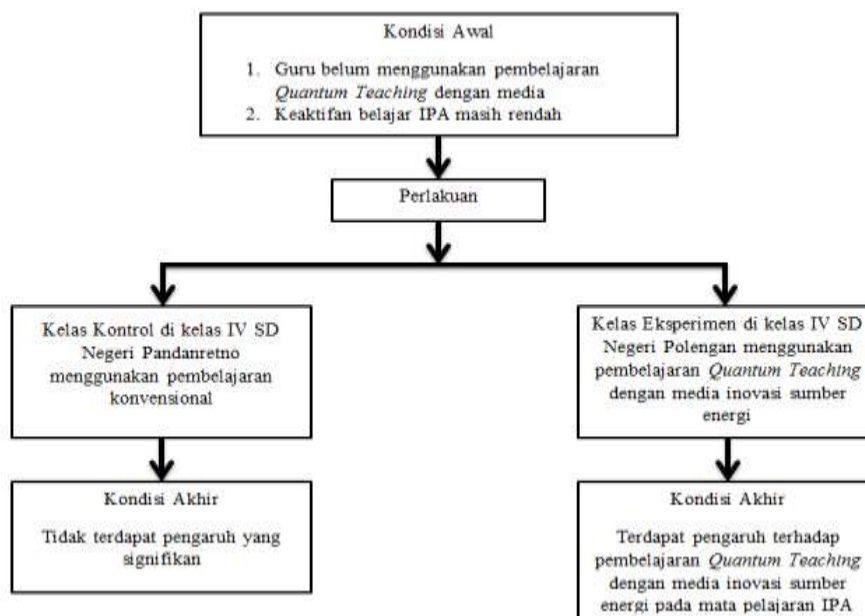 Kondisi Awal
1. Guru belum menggunakan pembelajaran
Quantum Teaching dengan media
2. Keaktifan belajar IPA masih rendah
Perlakuan
Kelas Kontrol di kelas IV SD
Negeri Pandanretno
menggunakan pembelajaran
konvensional
Kelas Eksperimen di kelas IV SD
Negeri Polengan menggunakan
pembelajaran Quantum Teaching
dengan media inovasi sumber
energi
Kondisi Akhir
Tidak terdapat pengaruh yang
signifikan
Kondisi Akhir
Terdapat pengaruh terhadap
pembelajaran Quantum Teaching
dengan media inovasi sumber
energi pada mata pelajaran IPA